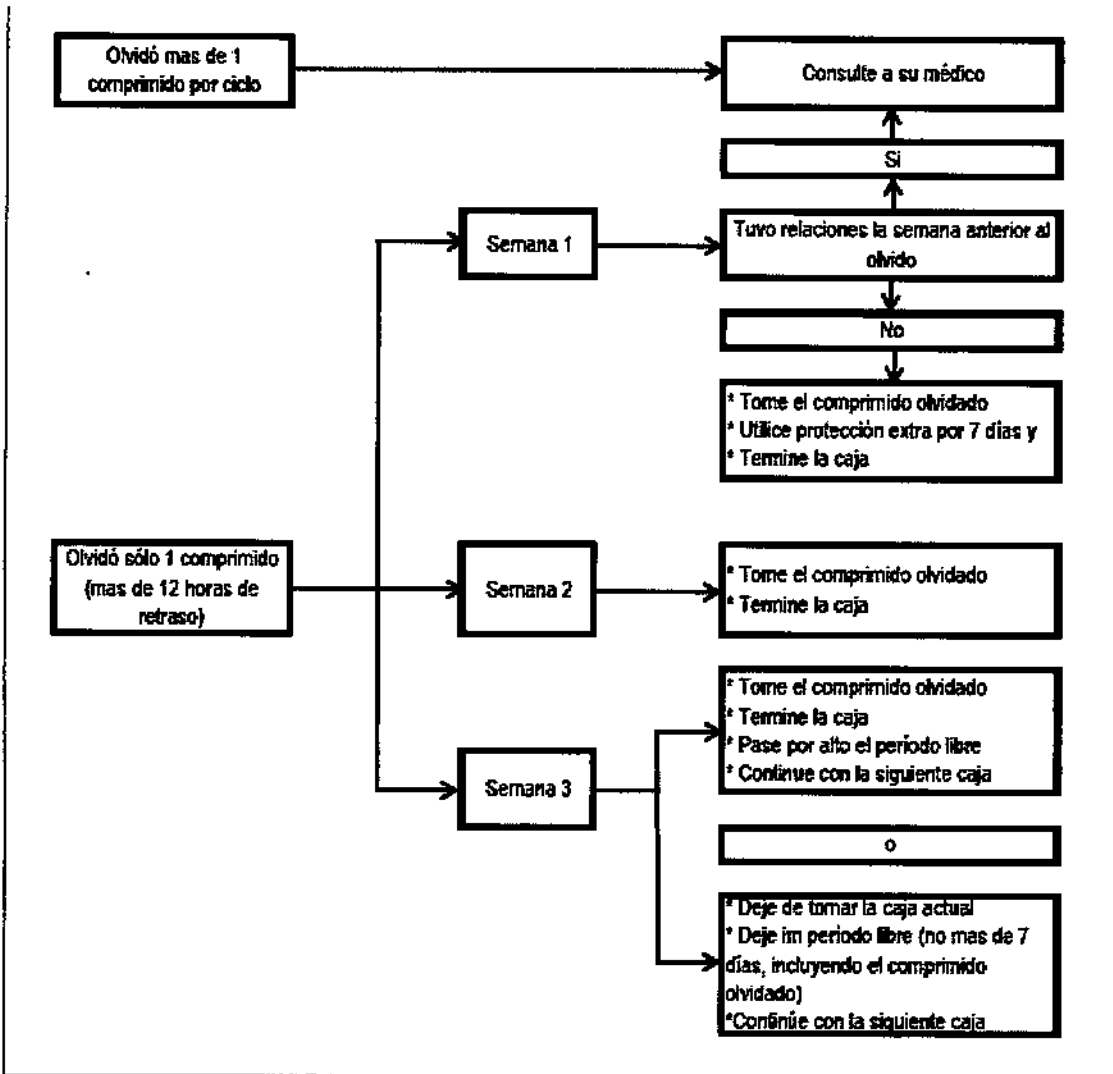 Olvidó mas de 1
comprimido por ciclo
Consulte a su médico
Si
Semana 1
Tuvo relaciones la semana anterior al
olvido
No
* Tome el comprimido olvidado
* Utilice protección extra por 7 días y
* Termine la caja
Olvidó sólo 1 comprimido
(mas de 12 horas de
retraso)
Semana 2
* Tome el comprimido olvidado
* Termine la caja
Semana 3
* Tome el comprimido olvidado
* Termine la caja
* Pase por alto el período libre
* Continue con la siguiente caja
o
* Deje de tomar la caja actual
* Deje im periodo libre (no mas de 7
días, incluyendo el comprimido
olvidado)
*Continúe con la siguiente caja